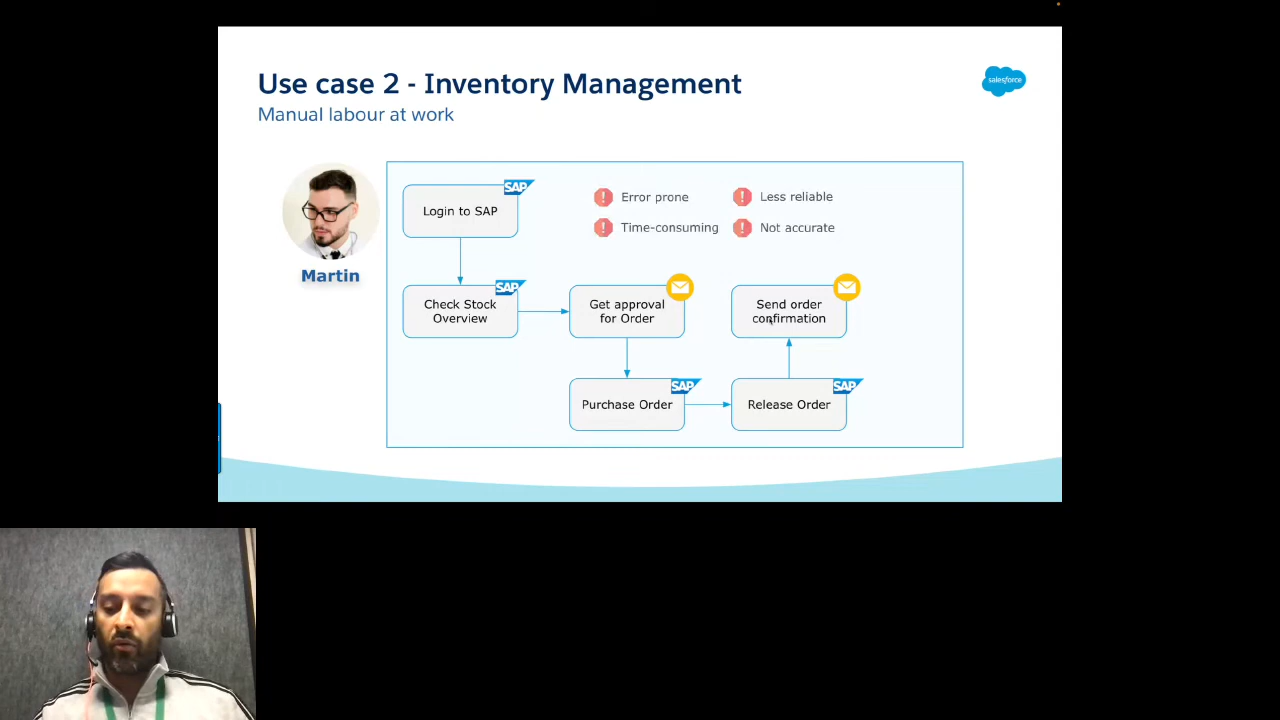 Use case 2 - Inventory Management
Manual labour at work
salesforce
Martin
Login to SAP
SAP
Error prone
Less reliable
Time-consuming
Not accurate
Check Stock
Overview
SAP
Get approval
for Order
Send order
confirmation
Purchase Order
SAP
Release Order
SAP